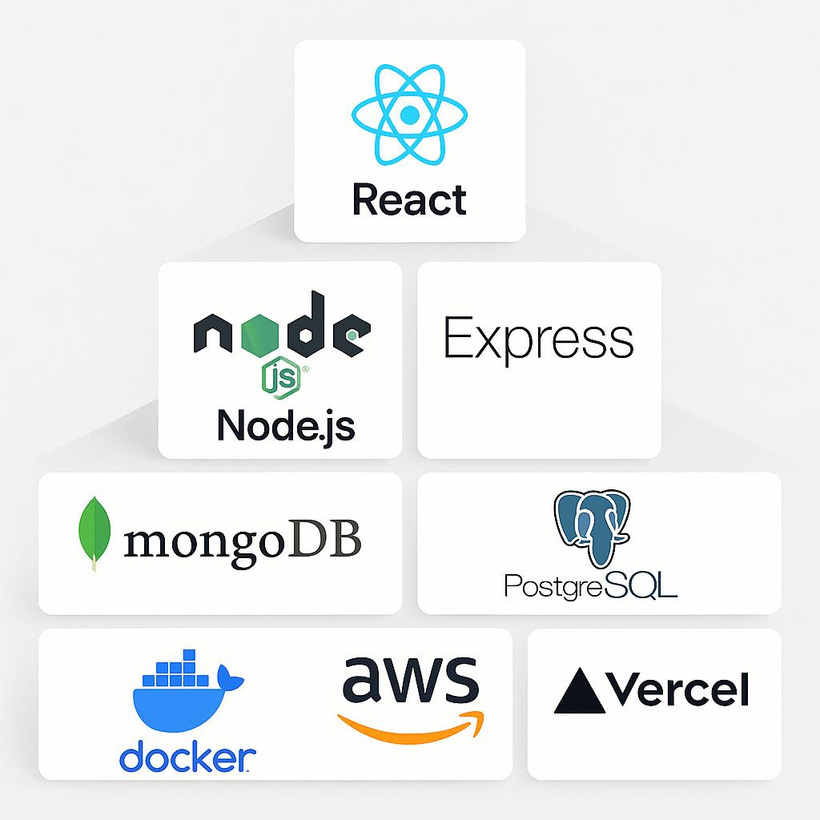 React
node
js®
Node.js
Express
mongoDB
PostgreSQL
docker
aws
Vercel